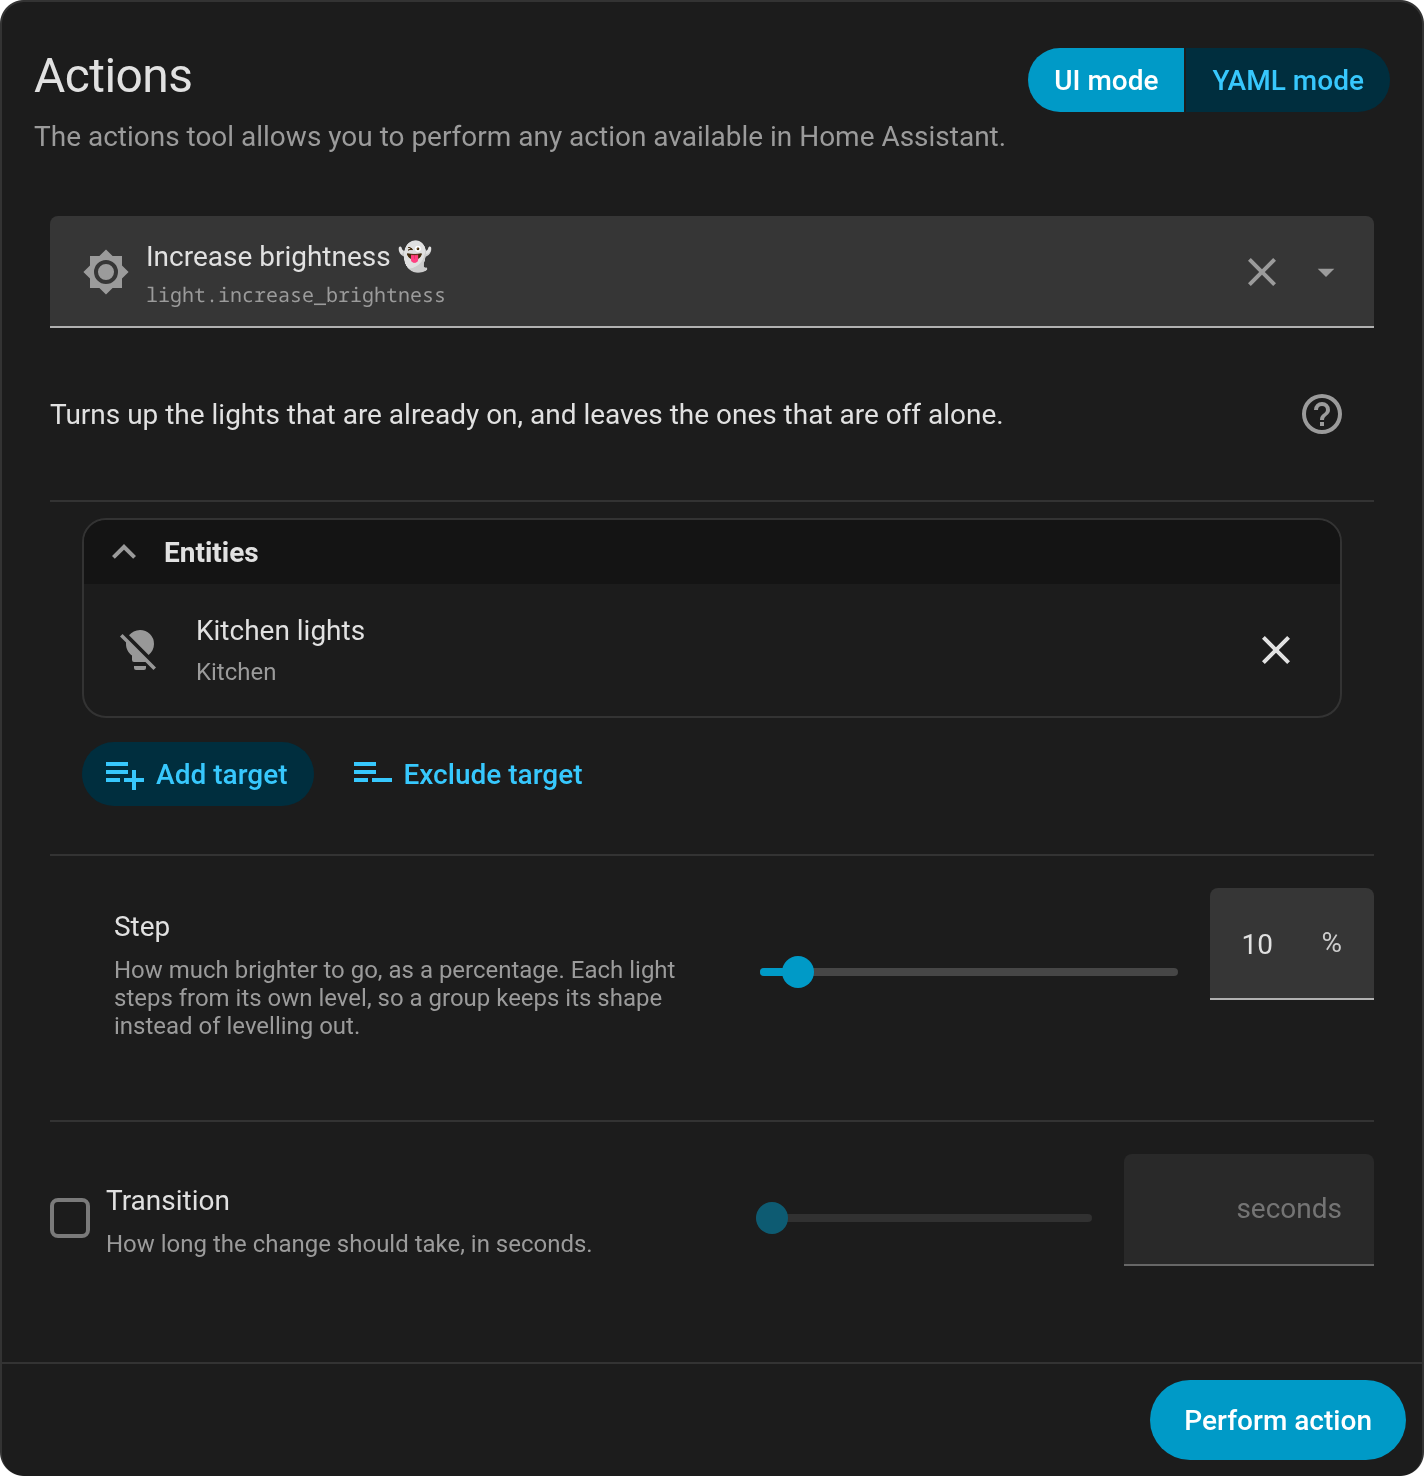 Actions
UI mode
YAML mode
The actions tool allows you to perform any action available in Home Assistant.
Increase brightness 👻
light.increase_brightness
Turns up the lights that are already on, and leaves the ones that are off alone.
Entities
Kitchen lights
Kitchen
Add target
Exclude target
Step
How much brighter to go, as a percentage. Each light
steps from its own level, so a group keeps its shape
instead of levelling out.
10 %
Transition
How long the change should take, in seconds.
seconds
Perform action